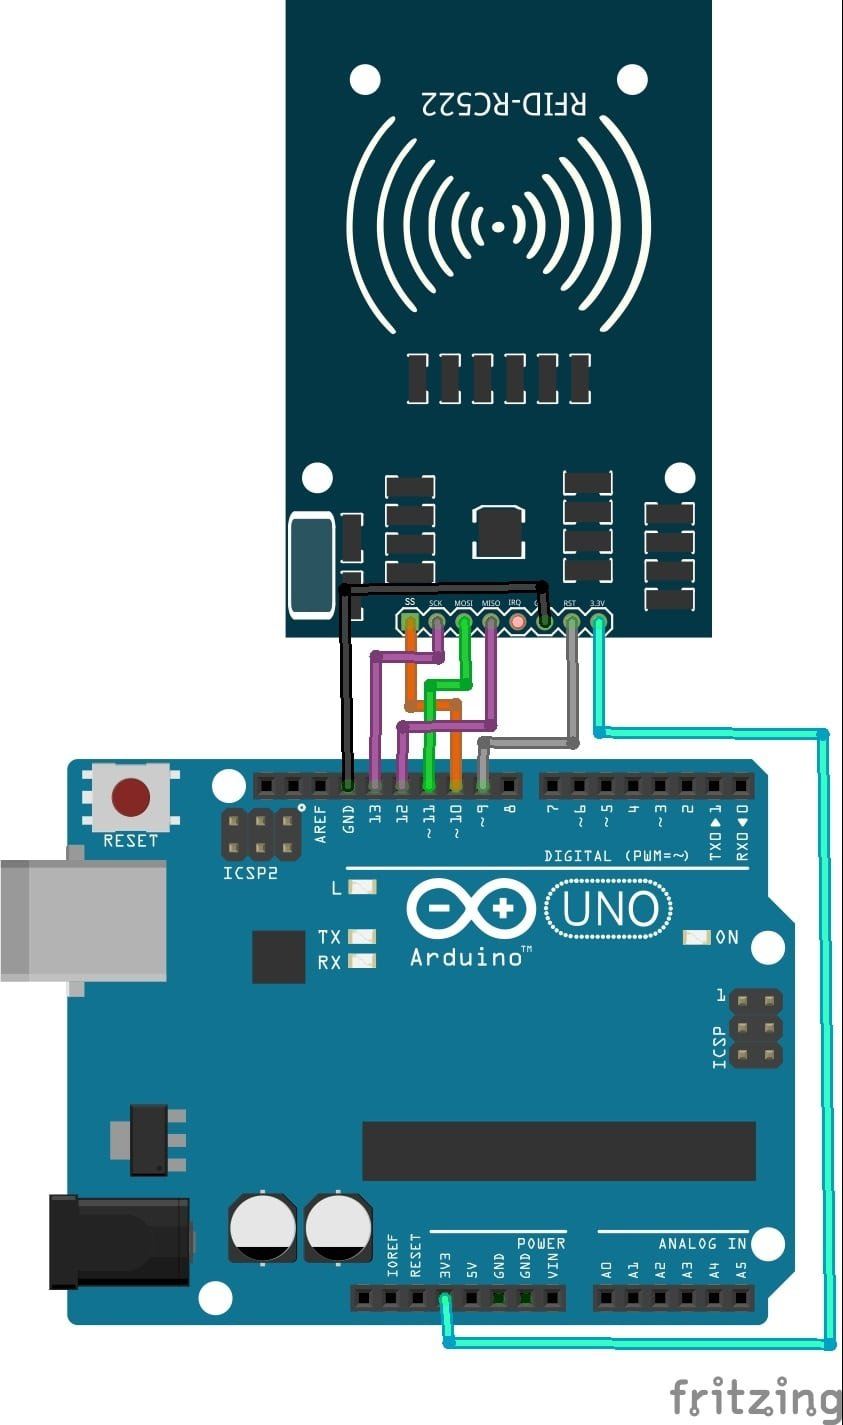 RFID-RC522
SS SCK MOSI MISO IRQ G RST 3.3V
RESET
ICSP2
AREF
GND
13
12
~11
~10
~9
8
7
~6
~5
4
~3
2
TX0▶1
RX0◀0
DIGITAL (PWM=~)
L
TX
RX
Arduino™
UNO
ON
1
ICSP
IOREF
RESET
3V3
5V
GND
GND
VIN
POWER
A0
A1
A2
A3
A4
A5
ANALOG IN
fritzing